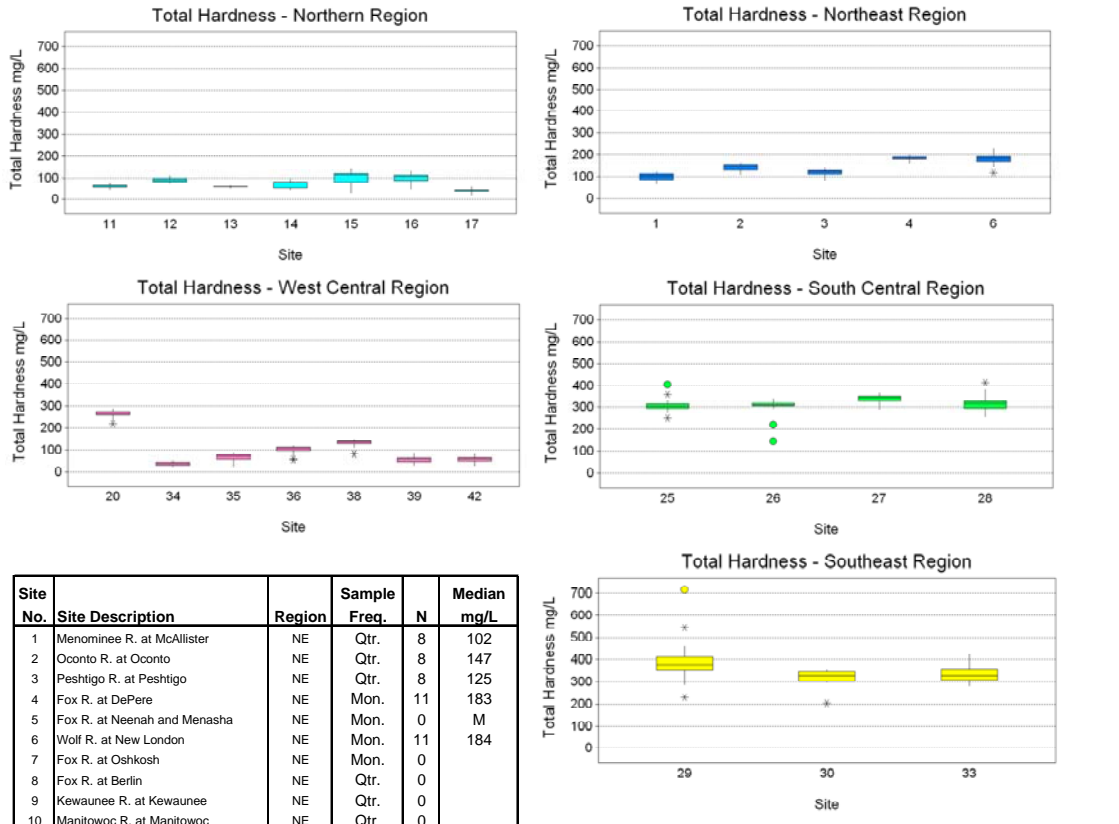 Total Hardness - Northern Region
Total Hardness mg/L
700
600
500
400
300
200
100
0
11 12 13 14 15 16 17
Site
Total Hardness - Northeast Region
Total Hardness mg/L
700
600
500
400
300
200
100
0
1 2 3 4 6
Site
Total Hardness - West Central Region
Total Hardness mg/L
700
600
500
400
300
200
100
0
20 34 35 36 38 39 42
Site
Total Hardness - South Central Region
Total Hardness mg/L
700
600
500
400
300
200
100
0
25 26 27 28
Site
Site Sample Median
No. Site Description Region Freq. N mg/L
1 Menominee R. at McAllister NE Qtr. 8 102
2 Oconto R. at Oconto NE Qtr. 8 147
3 Peshtigo R. at Peshtigo NE Qtr. 8 125
4 Fox R. at DePere NE Mon. 11 183
5 Fox R. at Neenah and Menasha NE Mon. 0 M
6 Wolf R. at New London NE Mon. 11 184
7 Fox R. at Oshkosh NE Mon. 0
8 Fox R. at Berlin NE Qtr. 0
9 Kewaunee R. at Kewaunee NE Qtr. 0
10 Manitowoc R. at Manitowoc NE Qtr. 0
Total Hardness - Southeast Region
Total Hardness mg/L
700
600
500
400
300
200
100
0
29 30 33
Site